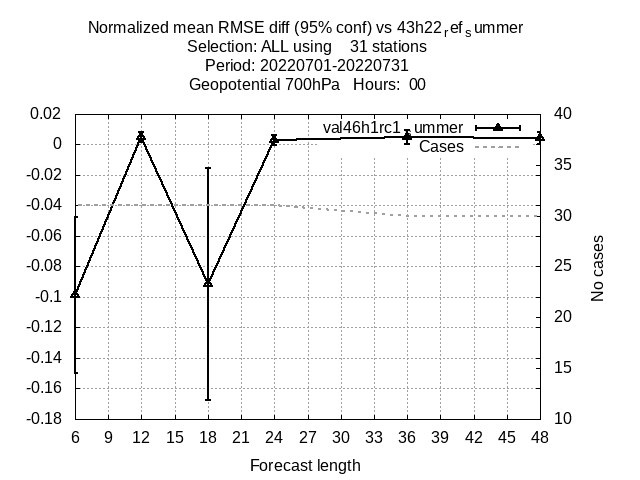 Normalized mean RMSE diff (95% conf) vs 43h22refsummer
Selection: ALL using    31 stations
Period: 20220701-20220731
Geopotential 700hPa   Hours:  00
val46h1rc1 ummer
Cases
0.02
0
-0.02
-0.04
-0.06
-0.08
-0.1
-0.12
-0.14
-0.16
-0.18
40
35
30
25
20
15
10
No cases
6 9 12 15 18 21 24 27 30 33 36 39 42 45 48
Forecast length